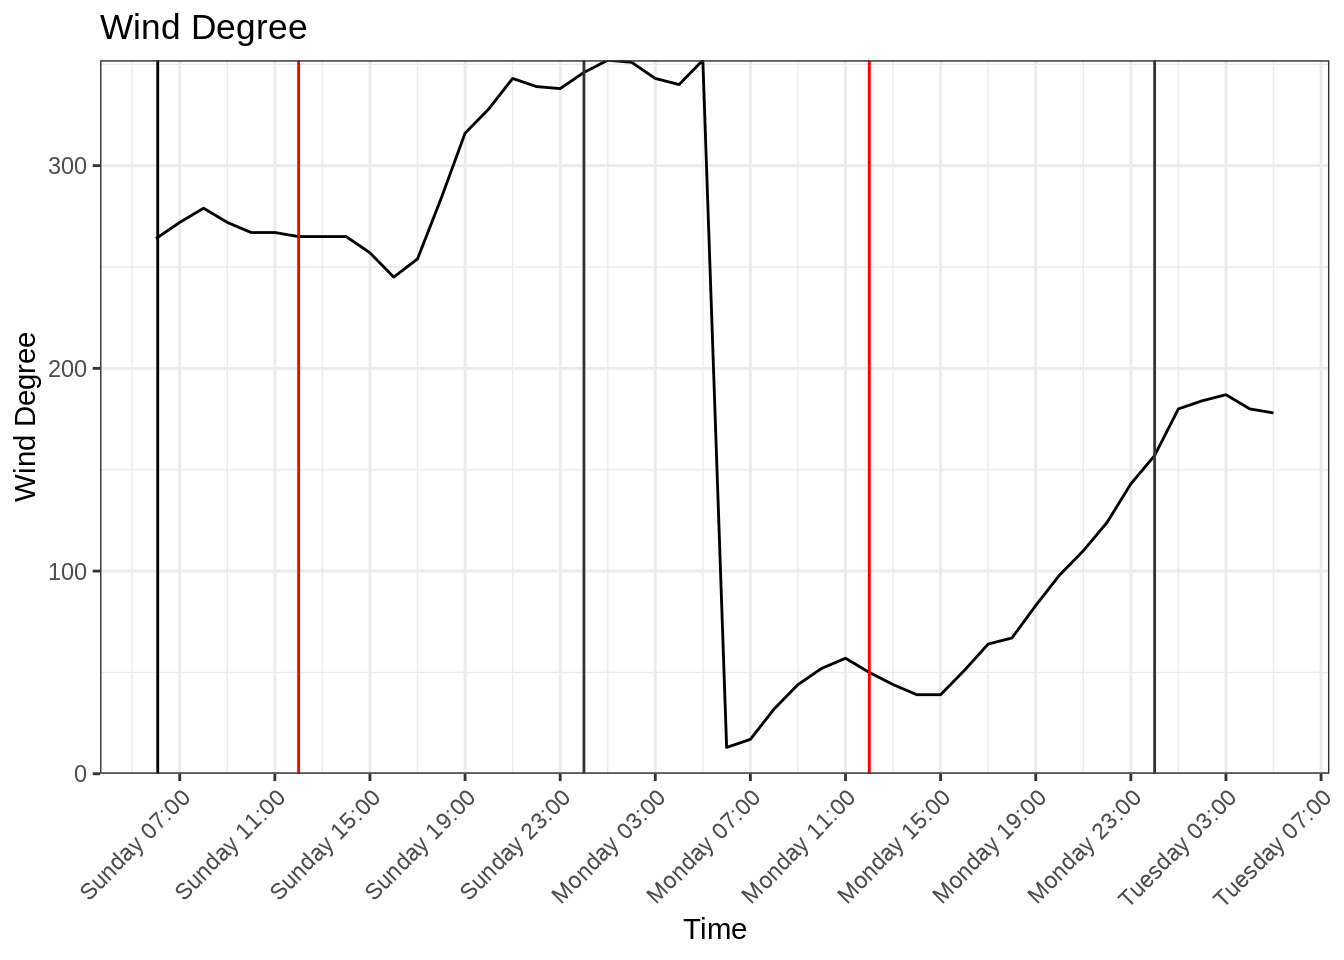 Wind Degree
Wind Degree
300
200
100
0
Sunday 07:00
Sunday 11:00
Sunday 15:00
Sunday 19:00
Sunday 23:00
Monday 03:00
Monday 07:00
Monday 11:00
Monday 15:00
Monday 19:00
Monday 23:00
Tuesday 03:00
Tuesday 07:00
Time